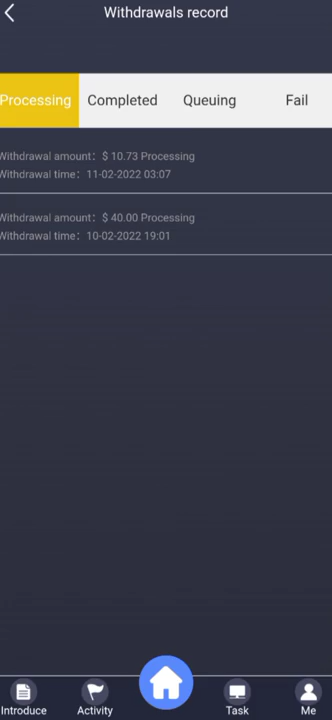 Withdrawals record
Processing Completed Queuing Fail
Withdrawal amount: $ 10.73 Processing
Withdrawal time: 11-02-2022 03:07
Withdrawal amount: $ 40.00 Processing
Withdrawal time: 10-02-2022 19:01
Introduce Activity Task Me